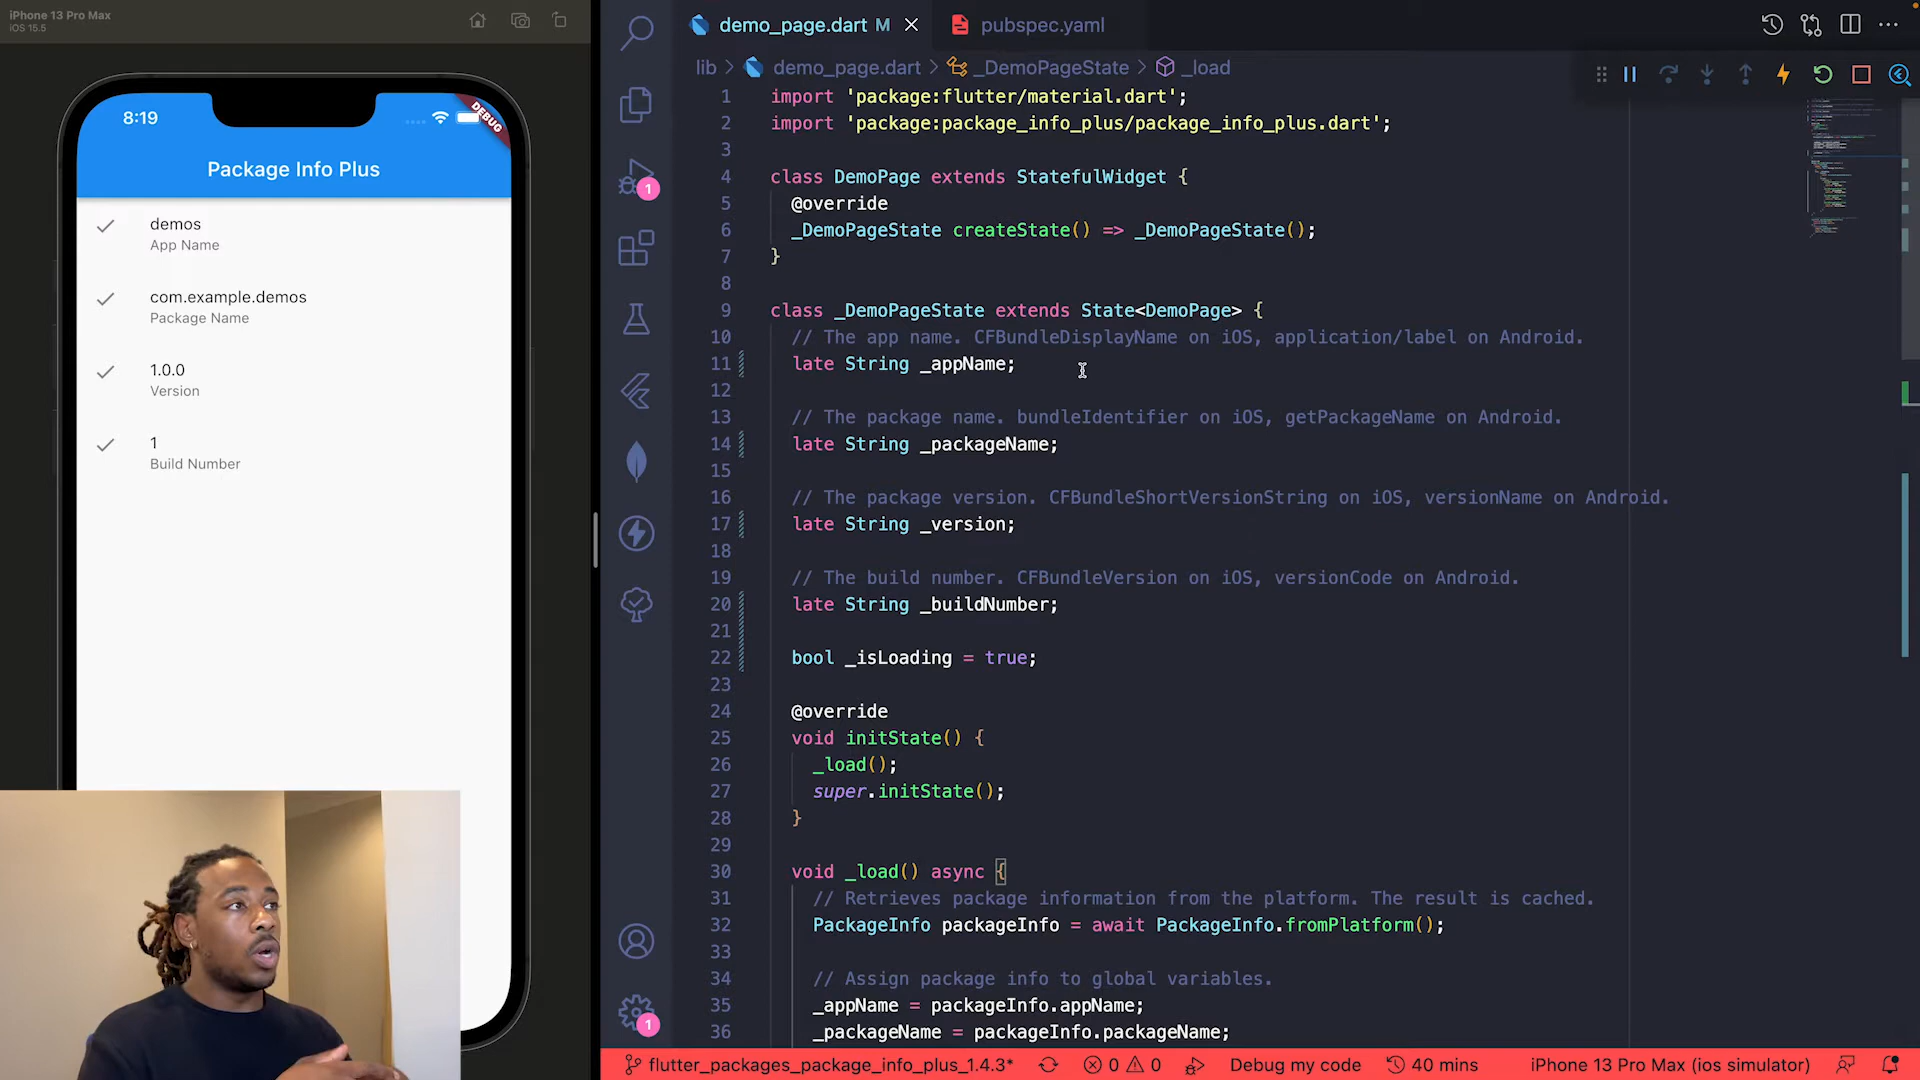 iPhone 13 Pro Max
iOS 15.5
8:19
DEBUG
Package Info Plus
demos
App Name
com.example.demos
Package Name
1.0.0
Version
1
Build Number
1
1
demo_page.dart M
pubspec.yaml
lib > demo_page.dart > _DemoPageState > _load
1 import 'package:flutter/material.dart';
2 import 'package:package_info_plus/package_info_plus.dart';
3
4 class DemoPage extends StatefulWidget {
5 @override
6 _DemoPageState createState() => _DemoPageState();
7 }
8
9 class _DemoPageState extends State<DemoPage> {
10 // The app name. CFBundleDisplayName on iOS, application/label on Android.
11 late String _appName;
12
13 // The package name. bundleIdentifier on iOS, getPackageName on Android.
14 late String _packageName;
15
16 // The package version. CFBundleShortVersionString on iOS, versionName on Android.
17 late String _version;
18
19 // The build number. CFBundleVersion on iOS, versionCode on Android.
20 late String _buildNumber;
21
22 bool _isLoading = true;
23
24 @override
25 void initState() {
26 _load();
27 super.initState();
28 }
29
30 void _load() async {
31 // Retrieves package information from the platform. The result is cached.
32 PackageInfo packageInfo = await PackageInfo.fromPlatform();
33
34 // Assign package info to global variables.
35 _appName = packageInfo.appName;
36 _packageName = packageInfo.packageName;
flutter_packages_package_info_plus_1.4.3* 0 0 Debug my code 40 mins iPhone 13 Pro Max (ios simulator)